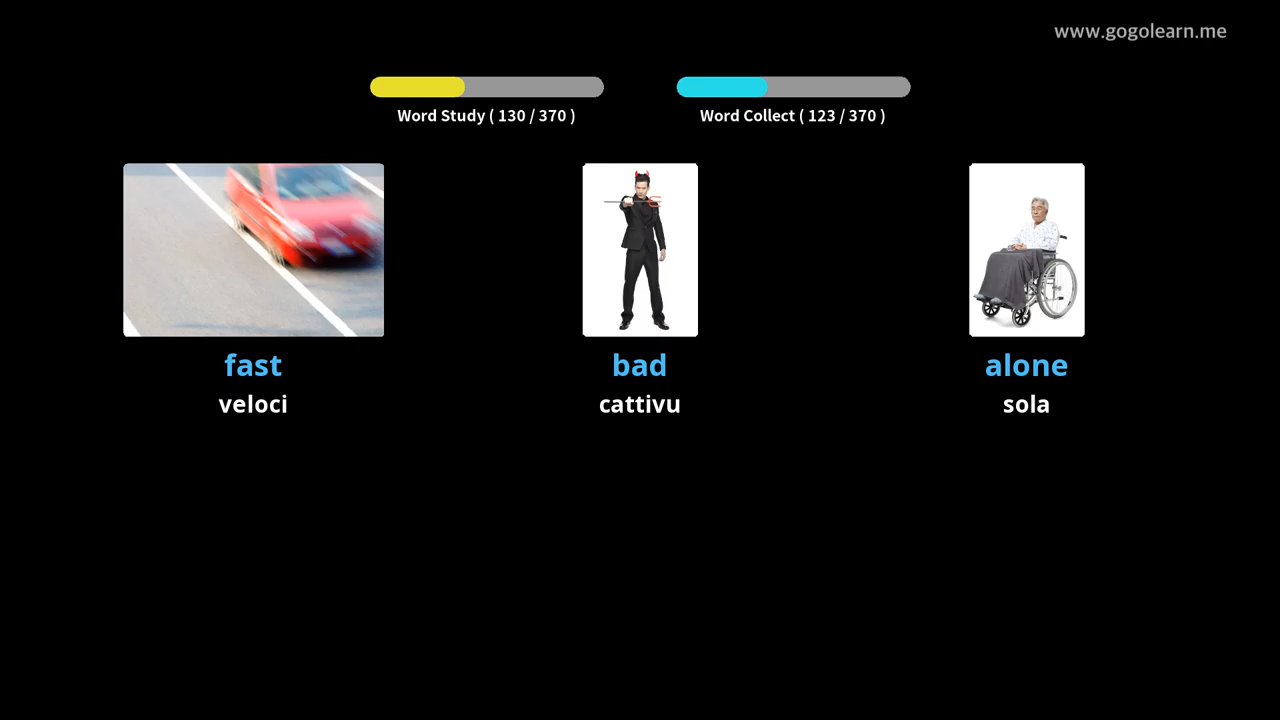 www.gogolearn.me
Word Study ( 130 / 370 )
Word Collect ( 123 / 370 )
fast
veloci
bad
cattivu
alone
sola